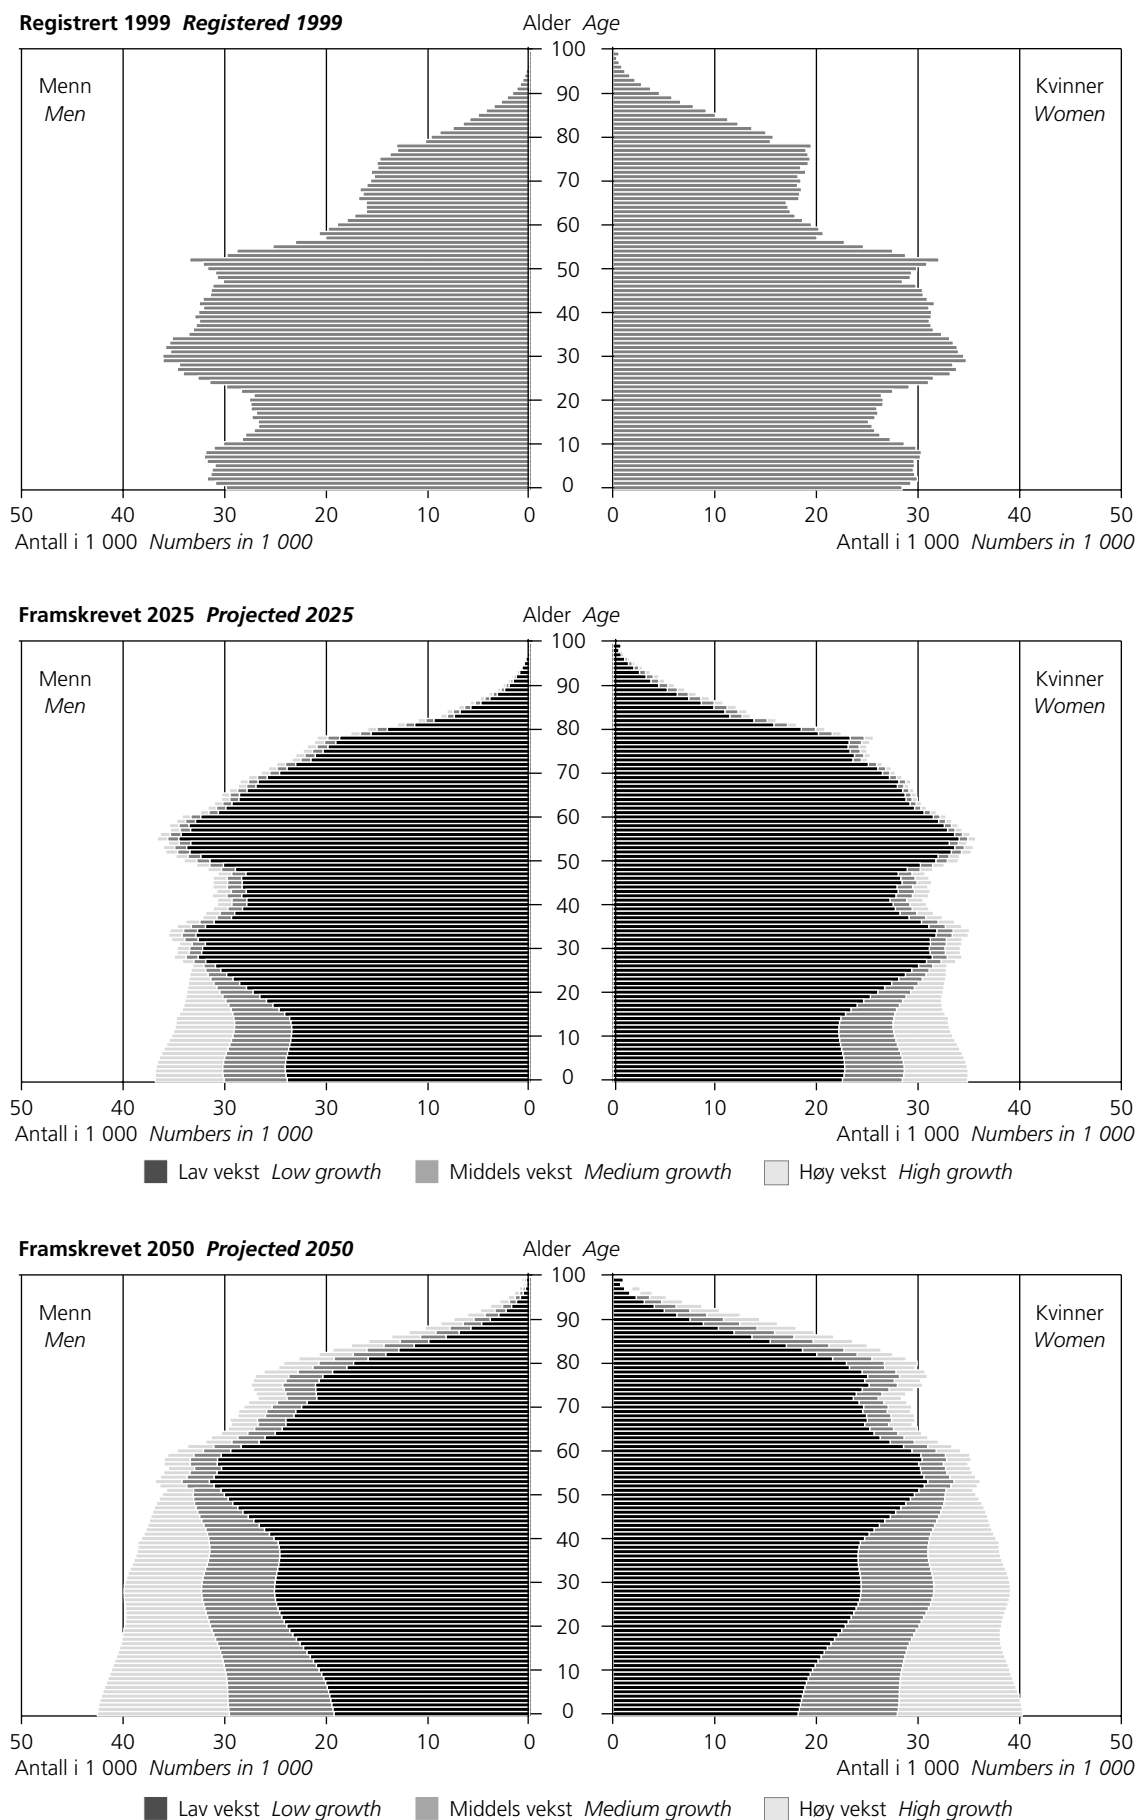 Registrert 1999 Registered 1999 Alder Age
100
Menn Kvinner
Men Women
90
80
70
60
50
40
30
20
10
0
50 40 30 20 10 0 0 10 20 30 40 50
Antall i 1 000 Numbers in 1 000 Antall i 1 000 Numbers in 1 000
Framskrevet 2025 Projected 2025 Alder Age
100
Menn Kvinner
Men Women
90
80
70
60
50
40
30
20
10
0
50 40 30 20 10 0 0 10 20 30 40 50
Antall i 1 000 Numbers in 1 000 Antall i 1 000 Numbers in 1 000
Lav vekst Low growth Middels vekst Medium growth Høy vekst High growth
Framskrevet 2050 Projected 2050 Alder Age
100
Menn Kvinner
Men Women
90
80
70
60
50
40
30
20
10
0
50 40 30 20 10 0 0 10 20 30 40 50
Antall i 1 000 Numbers in 1 000 Antall i 1 000 Numbers in 1 000
Lav vekst Low growth Middels vekst Medium growth Høy vekst High growth